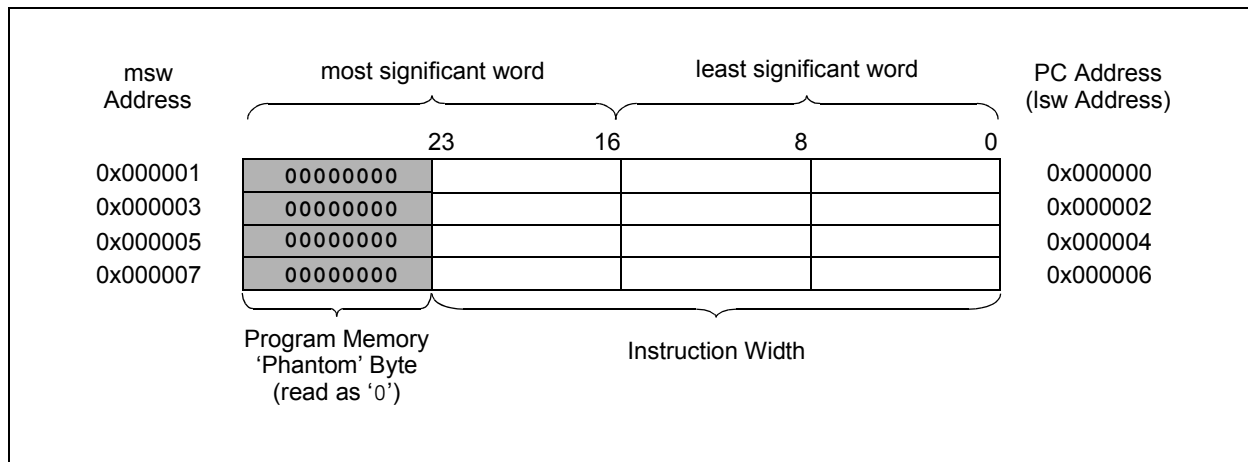 msw
Address
most significant word
least significant word
PC Address
(lsw Address)
23 16 8 0
0x000001 00000000 0x000000
0x000003 00000000 0x000002
0x000005 00000000 0x000004
0x000007 00000000 0x000006
Program Memory
‘Phantom’ Byte
(read as ‘0’)
Instruction Width